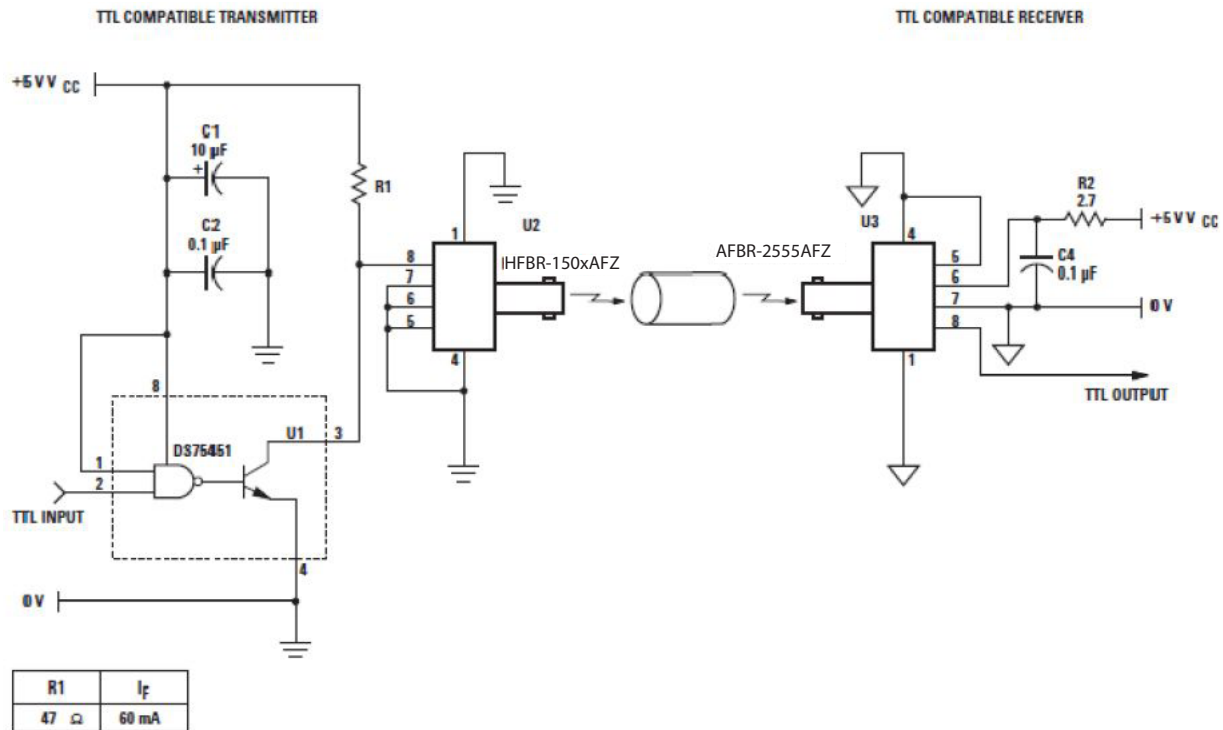 TTL COMPATIBLE TRANSMITTER
TTL COMPATIBLE RECEIVER
+5 V V CC
C1
10 µF
+
C2
0.1 µF
R1
8
1
2
DS75451
U1
3
4
TTL INPUT
0 V
1
U2
HFBR-150xAFZ
8
7
6
5
4
AFBR-2555AFZ
U3
4
5
6
7
8
1
R2
2.7
+5 V V CC
C4
0.1 µF
0 V
TTL OUTPUT
R1 IF
47 Ω 60 mA